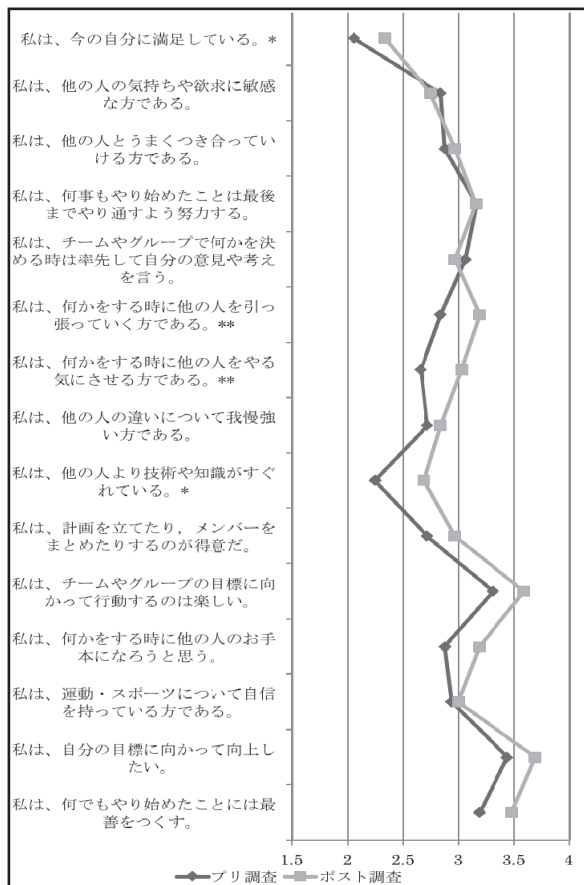 私は、今の自分に満足している。*
私は、他の人の気持ちや欲求に敏感
な方である。
私は、他の人とうまくつき合ってい
ける方である。
私は、何事もやり始めたことは最後
までやり通すよう努力する。
私は、チームやグループで何かを決
める時は率先して自分の意見や考え
を言う。
私は、何かをする時に他の人を引っ
張っていく方である。**
私は、何かをする時に他の人をやる
気にさせる方である。**
私は、他の人の違いについて我慢強
い方である。
私は、他の人より技術や知識がすぐ
れている。*
私は、計画を立てたり，メンバーを
まとめたりするのが得意だ。
私は、チームやグループの目標に向
かって行動するのは楽しい。
私は、何かをする時に他の人のお手
本になろうと思う。
私は、運動・スポーツについて自信
を持っている方である。
私は、自分の目標に向かって向上し
たい。
私は、何でもやり始めたことには最
善をつくす。
1.5 2 2.5 3 3.5 4
プリ調査 ポスト調査